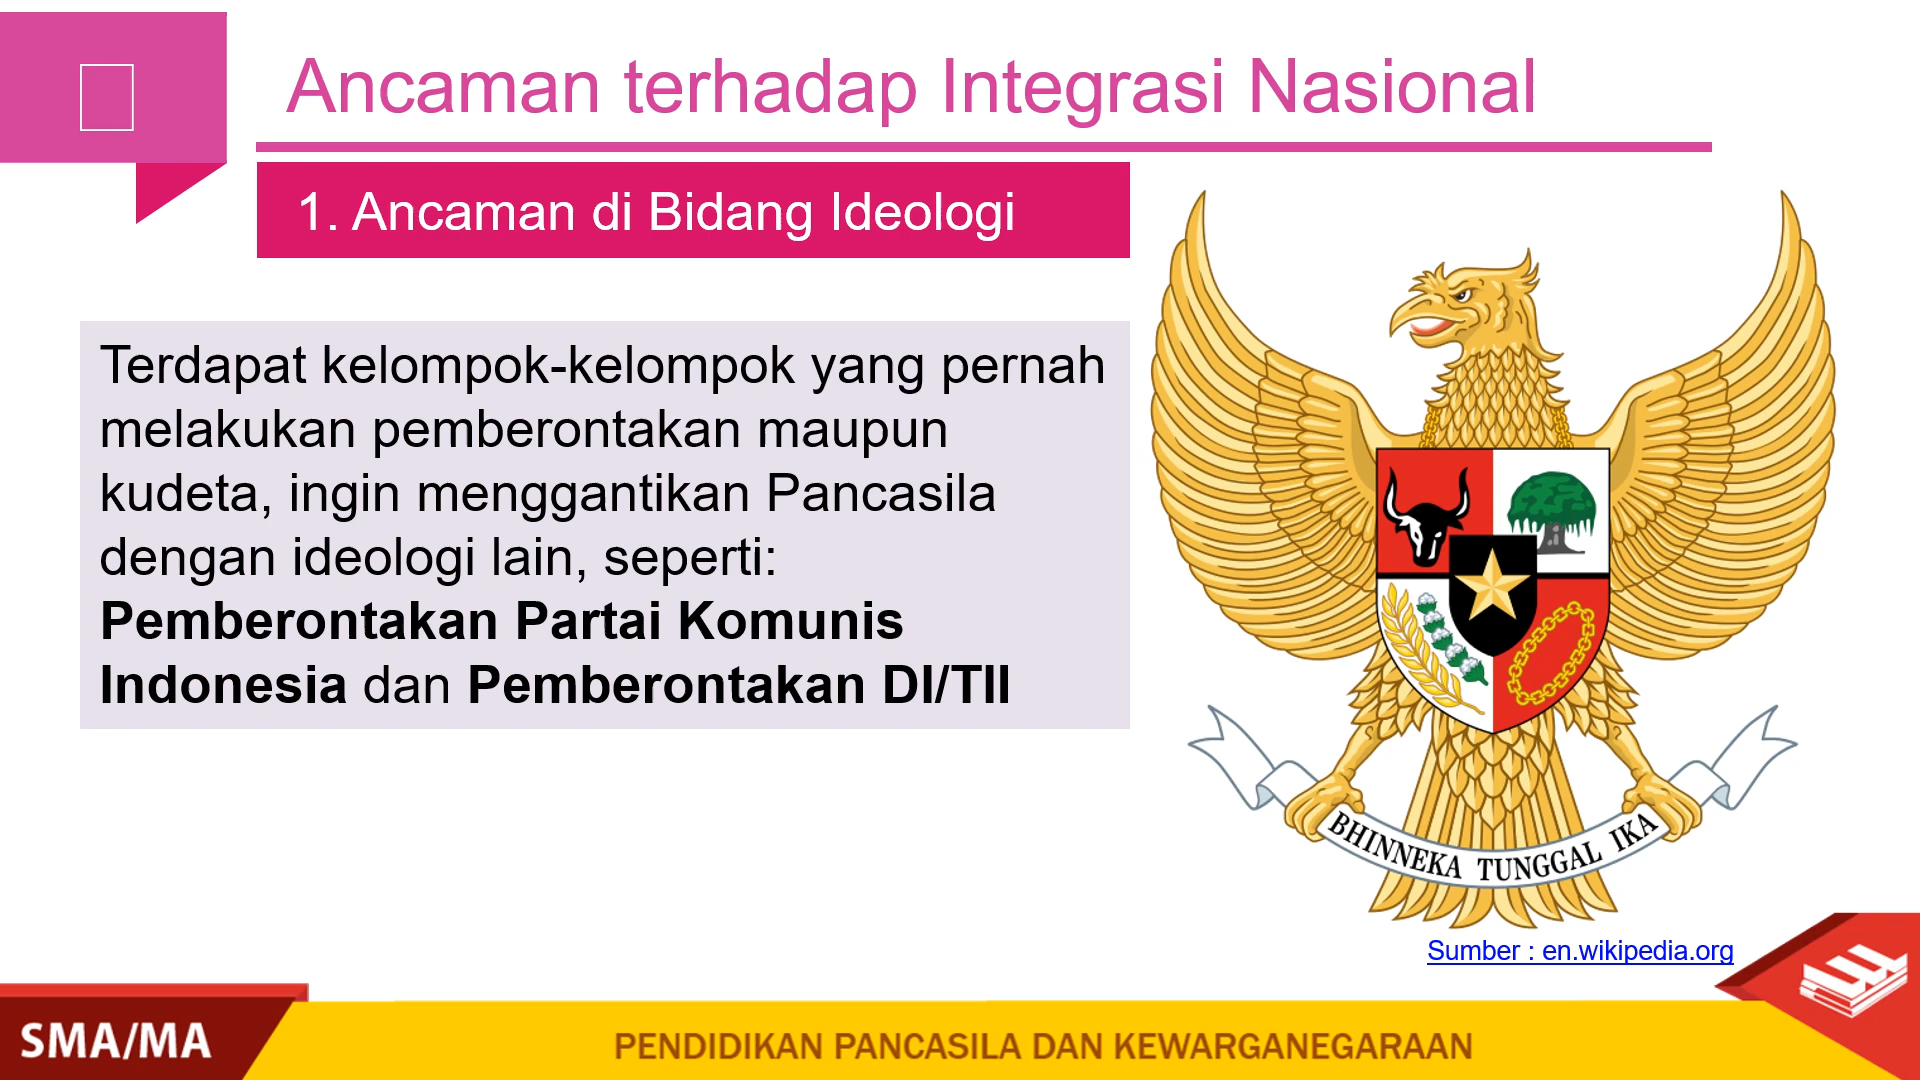 Ancaman terhadap Integrasi Nasional
1. Ancaman di Bidang Ideologi
Terdapat kelompok-kelompok yang pernah
melakukan pemberontakan maupun
kudeta, ingin menggantikan Pancasila
dengan ideologi lain, seperti:
Pemberontakan Partai Komunis
Indonesia dan Pemberontakan DI/TII
BHINNEKA TUNGGAL IKA
Sumber : en.wikipedia.org
SMA/MA
PENDIDIKAN PANCASILA DAN KEWARGANEGARAAN